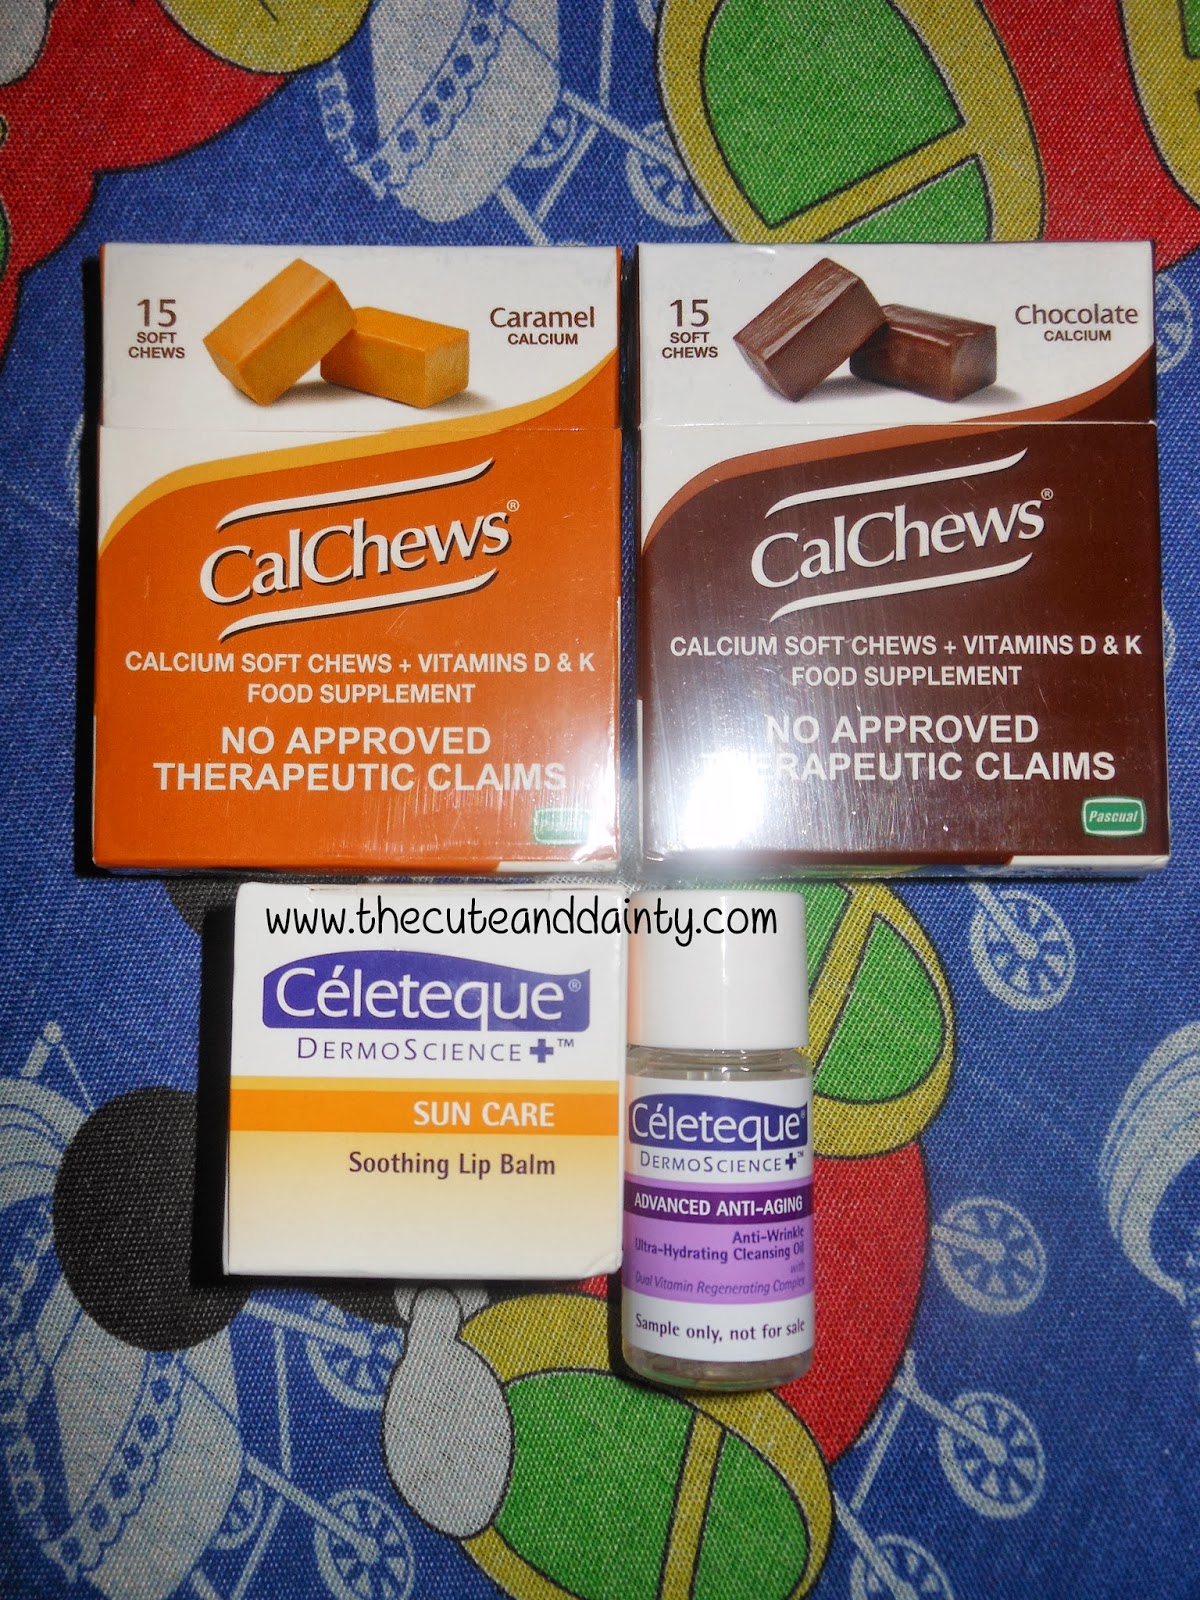 15
SOFT
CHEWS
Caramel
CALCIUM
CalChews®
CALCIUM SOFT CHEWS + VITAMINS D & K
FOOD SUPPLEMENT
NO APPROVED
THERAPEUTIC CLAIMS
Pascual
15
SOFT
CHEWS
Chocolate
CALCIUM
CalChews®
CALCIUM SOFT CHEWS + VITAMINS D & K
FOOD SUPPLEMENT
NO APPROVED
THERAPEUTIC CLAIMS
Pascual
www.thecuteanddainty.com
Céleteque®
DERMOSCIENCE+™
SUN CARE
Soothing Lip Balm
Céleteque®
DERMOSCIENCE+™
ADVANCED ANTI-AGING
Anti-Wrinkle
Ultra-Hydrating Cleansing Oil
with
Dual Vitamin Regenerating Complex
Sample only, not for sale